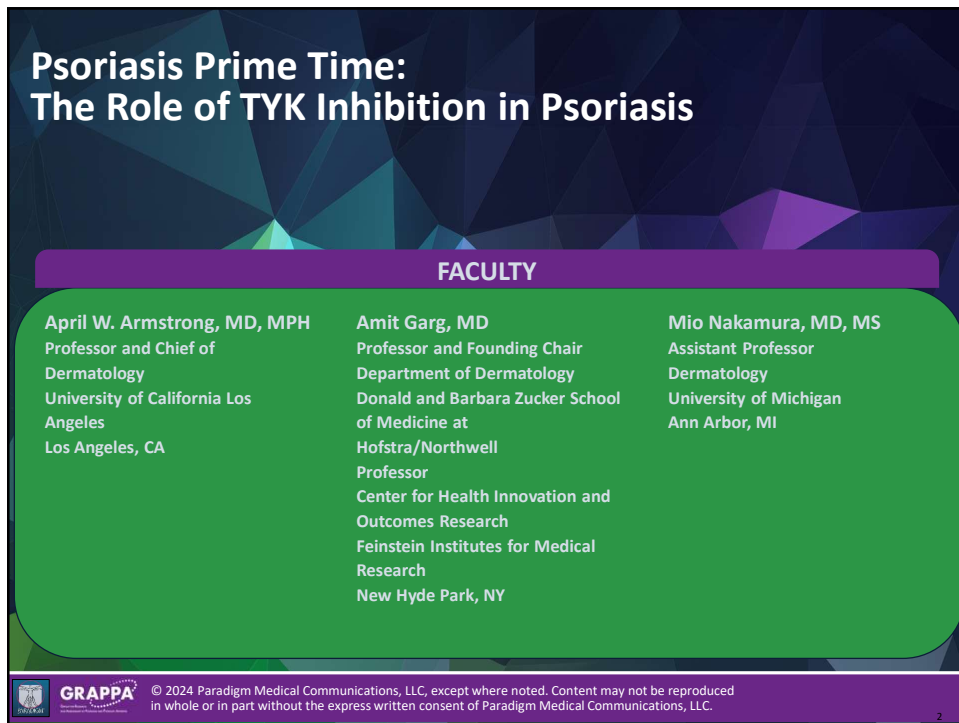 Psoriasis Prime Time:
The Role of TYK Inhibition in Psoriasis
FACULTY
April W. Armstrong, MD, MPH
Professor and Chief of
Dermatology
University of California Los
Angeles
Los Angeles, CA
Amit Garg, MD
Professor and Founding Chair
Department of Dermatology
Donald and Barbara Zucker School
of Medicine at
Hofstra/Northwell
Professor
Center for Health Innovation and
Outcomes Research
Feinstein Institutes for Medical
Research
New Hyde Park, NY
Mio Nakamura, MD, MS
Assistant Professor
Dermatology
University of Michigan
Ann Arbor, MI
GRAPPA
© 2024 Paradigm Medical Communications, LLC, except where noted. Content may not be reproduced
in whole or in part without the express written consent of Paradigm Medical Communications, LLC.
2